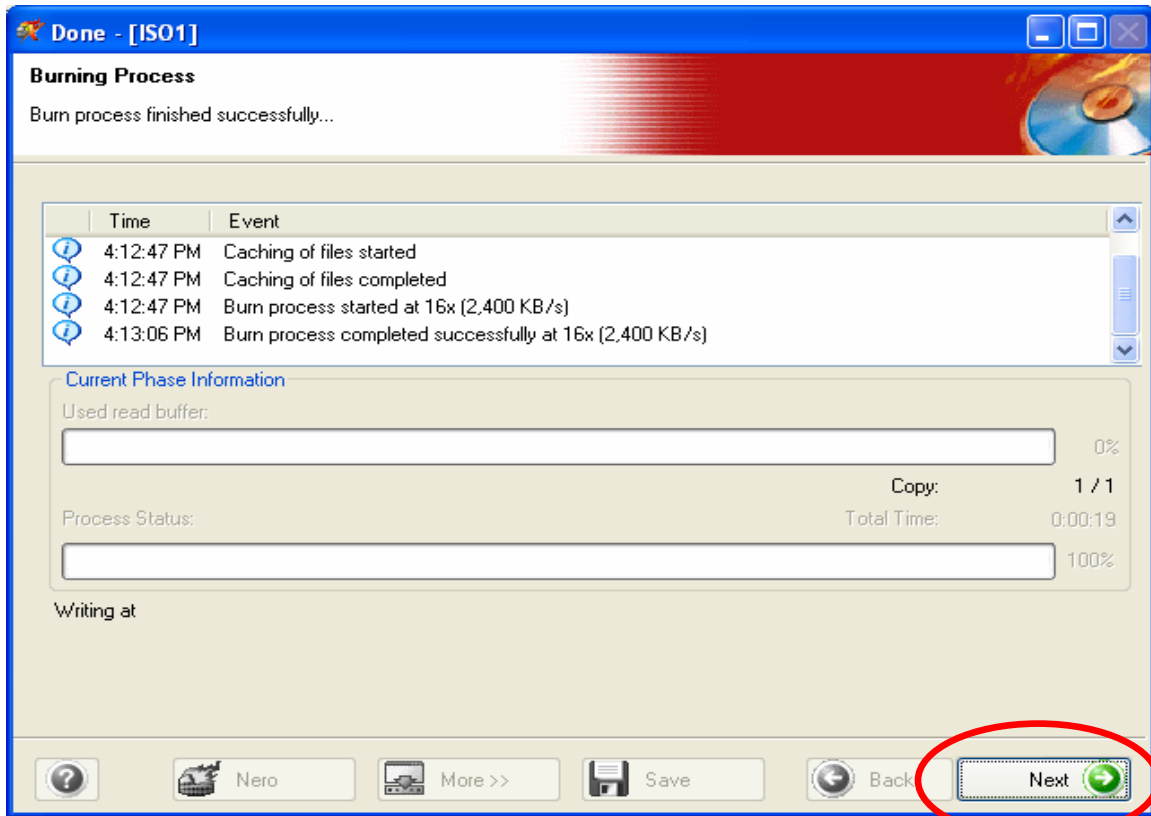 Done - [ISO1]
Burning Process
Burn process finished successfully...
Time Event
4:12:47 PM Caching of files started
4:12:47 PM Caching of files completed
4:12:47 PM Burn process started at 16x (2,400 KB/s)
4:13:06 PM Burn process completed successfully at 16x (2,400 KB/s)
Current Phase Information
Used read buffer:
0%
Copy: 1 / 1
Process Status: Total Time: 0:00:19
100%
Writing at
Nero More >> Save Back Next